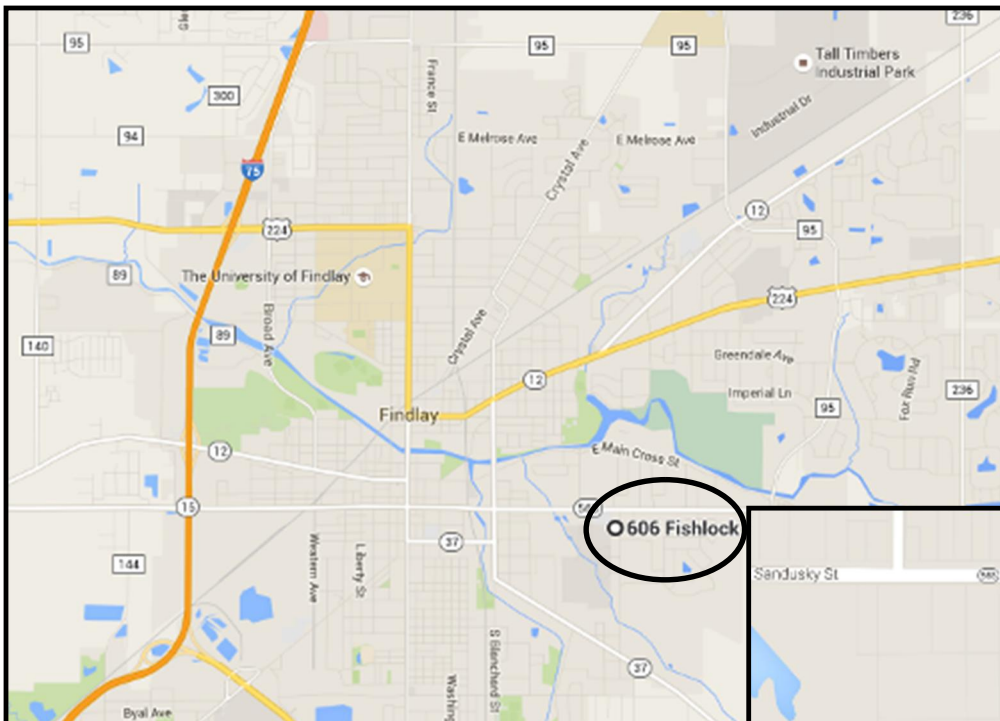 236
95
95
95
Tall Timbers
Industrial Park
France St
300
Industrial Dr
94
E Melrose Ave
E Melrose Ave
Crystal Ave
75
12
224
95
89
The University of Findlay
224
Broad Ave
89
Crystal Ave
140
Greendale Ave
12
Imperial Ln
236
Fox Run Rd
95
Findlay
12
E Main Cross St
15
606 Fishlock
37
Western Ave
Liberty St
144
Sandusky St
568
S Blanchard St
37
Byal Ave